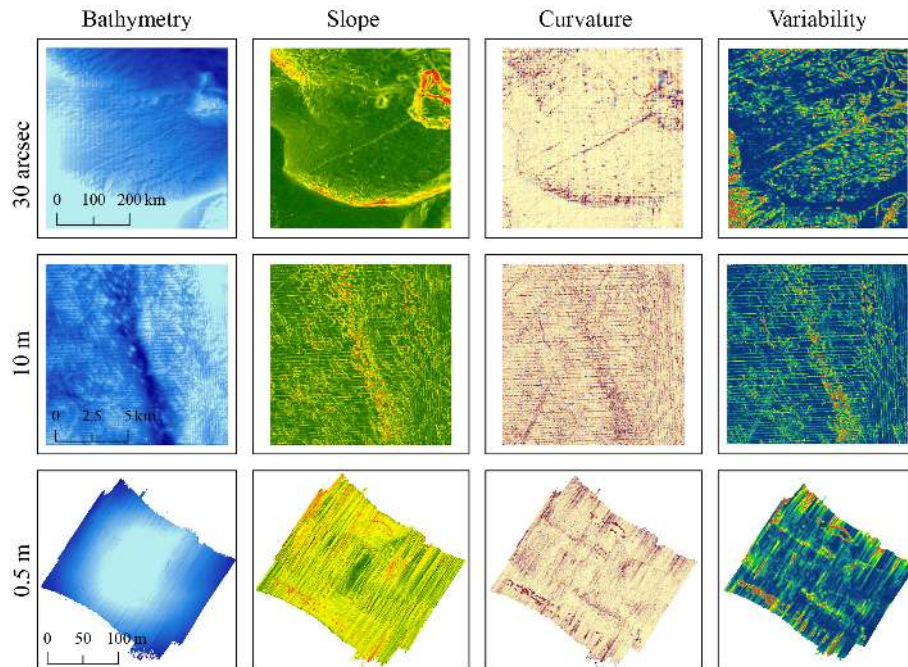 Bathymetry Slope Curvature Variability
30 arcsec
0 100 200 km
10 m
0 2.5 5 km
0.5 m
0 50 100 m